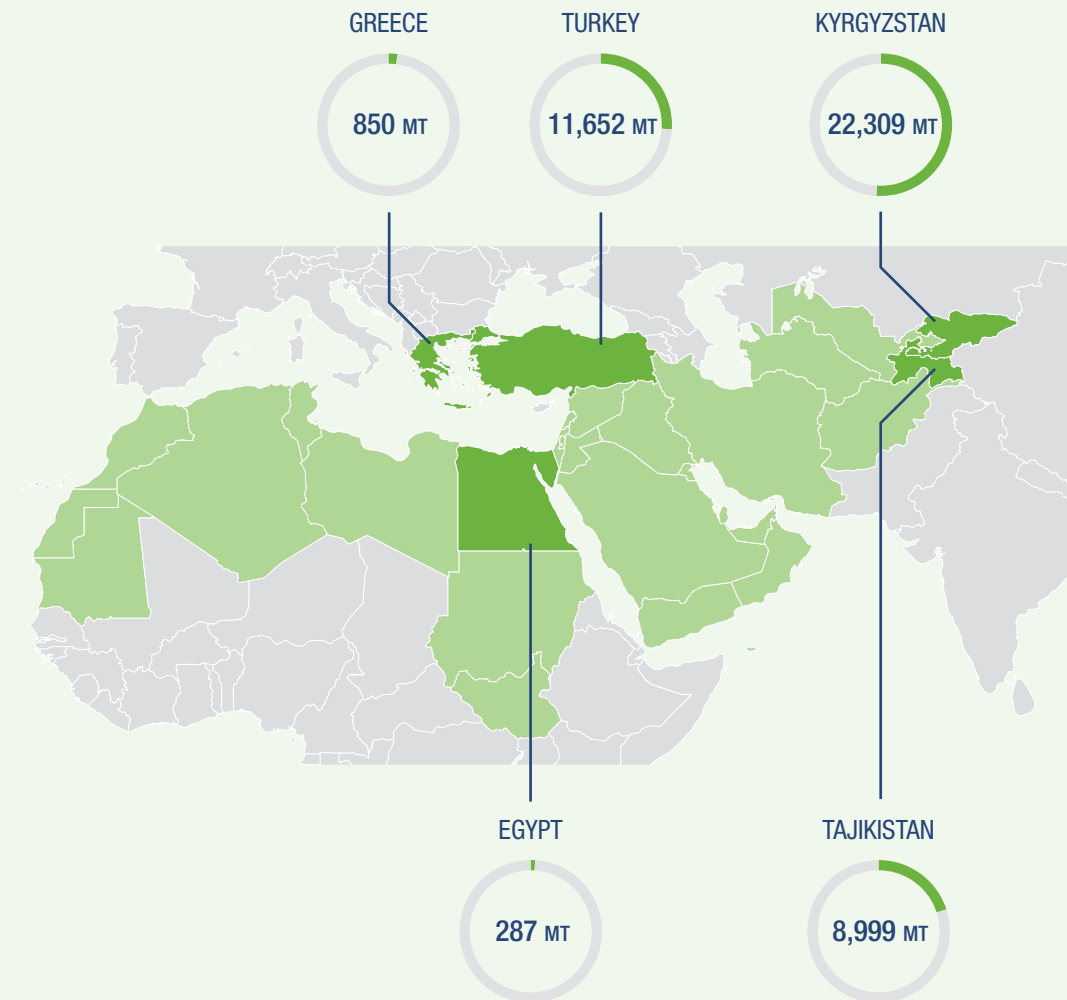 GREECE
TURKEY
KYRGYZSTAN
850 MT
11,652 MT
22,309 MT
EGYPT
TAJIKISTAN
287 MT
8,999 MT